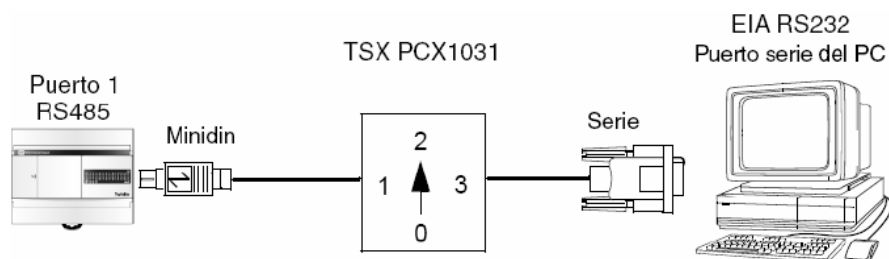 EIA RS232
Puerto serie del PC
TSX PCX1031
Puerto 1
RS485
Minidin
Serie
2
1
3
0